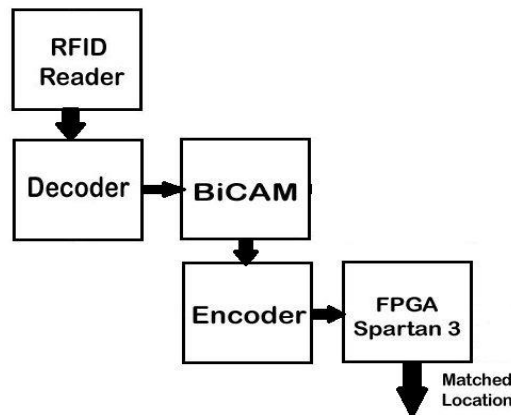 RFID
Reader
Decoder
BiCAM
Encoder
FPGA
Spartan 3
Matched
Location